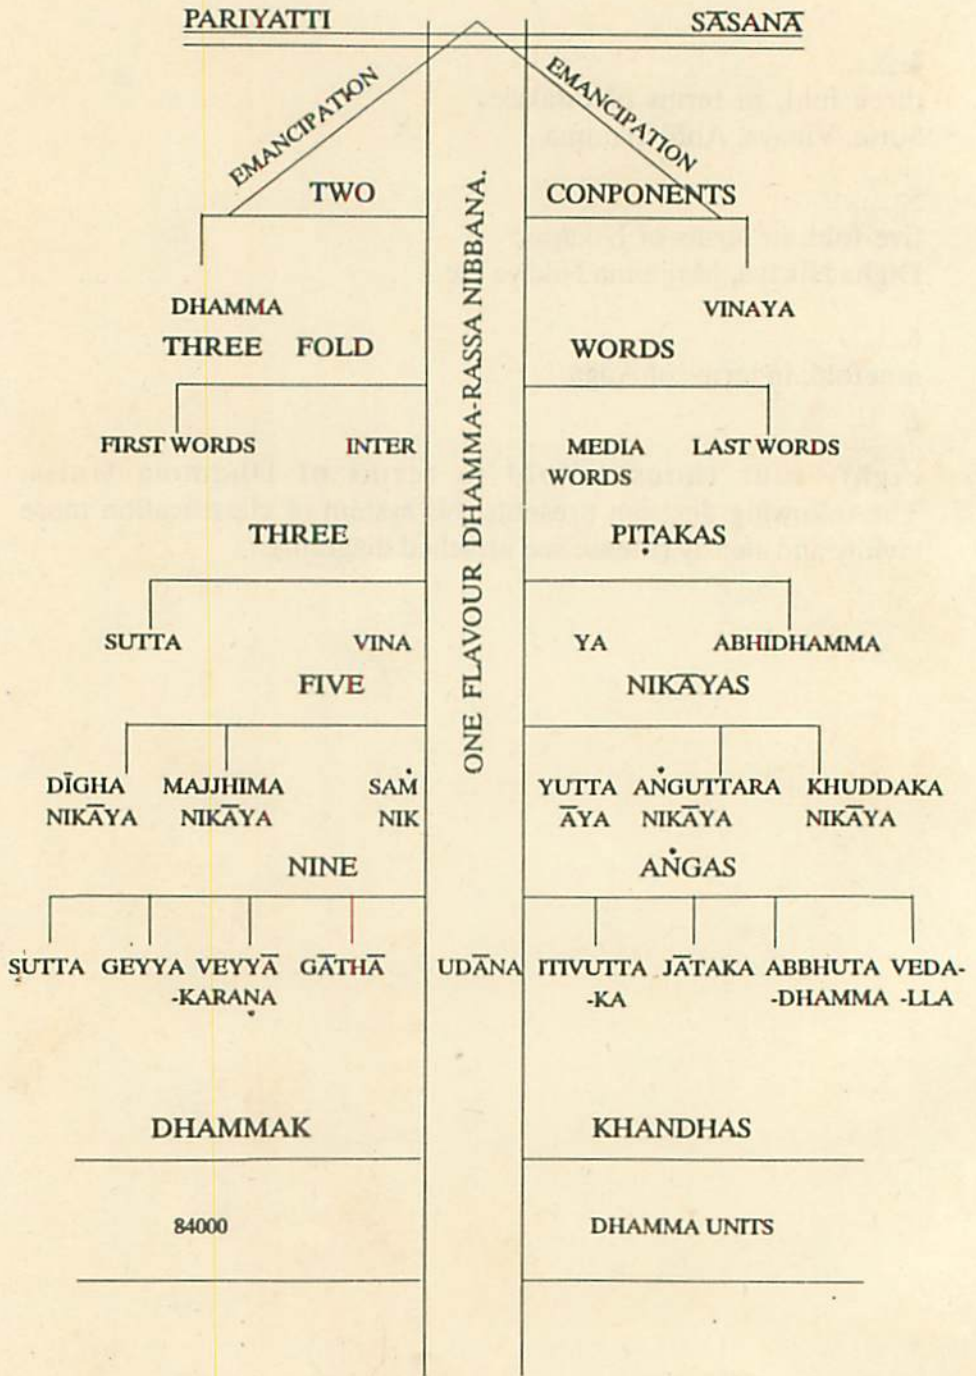 PARIYATTI SĀSANĀ
EMANCIPATION EMANCIPATION
TWO CONPONENTS
ONE FLAVOUR DHAMMA-RASSA NIBBANA.
DHAMMA VINAYA
THREE FOLD WORDS
FIRST WORDS INTER MEDIA LAST WORDS
WORDS
THREE PIṬAKAS
SUTTA VINA YA ABHIDHAMMA
FIVE NIKĀYAS
DĪGHA MAJJHIMA SAṀ YUTTA AṄGUTTARA KHUDDAKA
NIKĀYA NIKĀYA NIK ĀYA NIKĀYA NIKĀYA
NINE AṄGAS
SUTTA GEYYA VEYYĀ GĀTHĀ UDĀNA ITIVUTTA JĀTAKA ABBHUTA VEDA-
-KARAṆA -KA -DHAMMA -LLA
DHAMMAK KHANDHAS
84000 DHAMMA UNITS